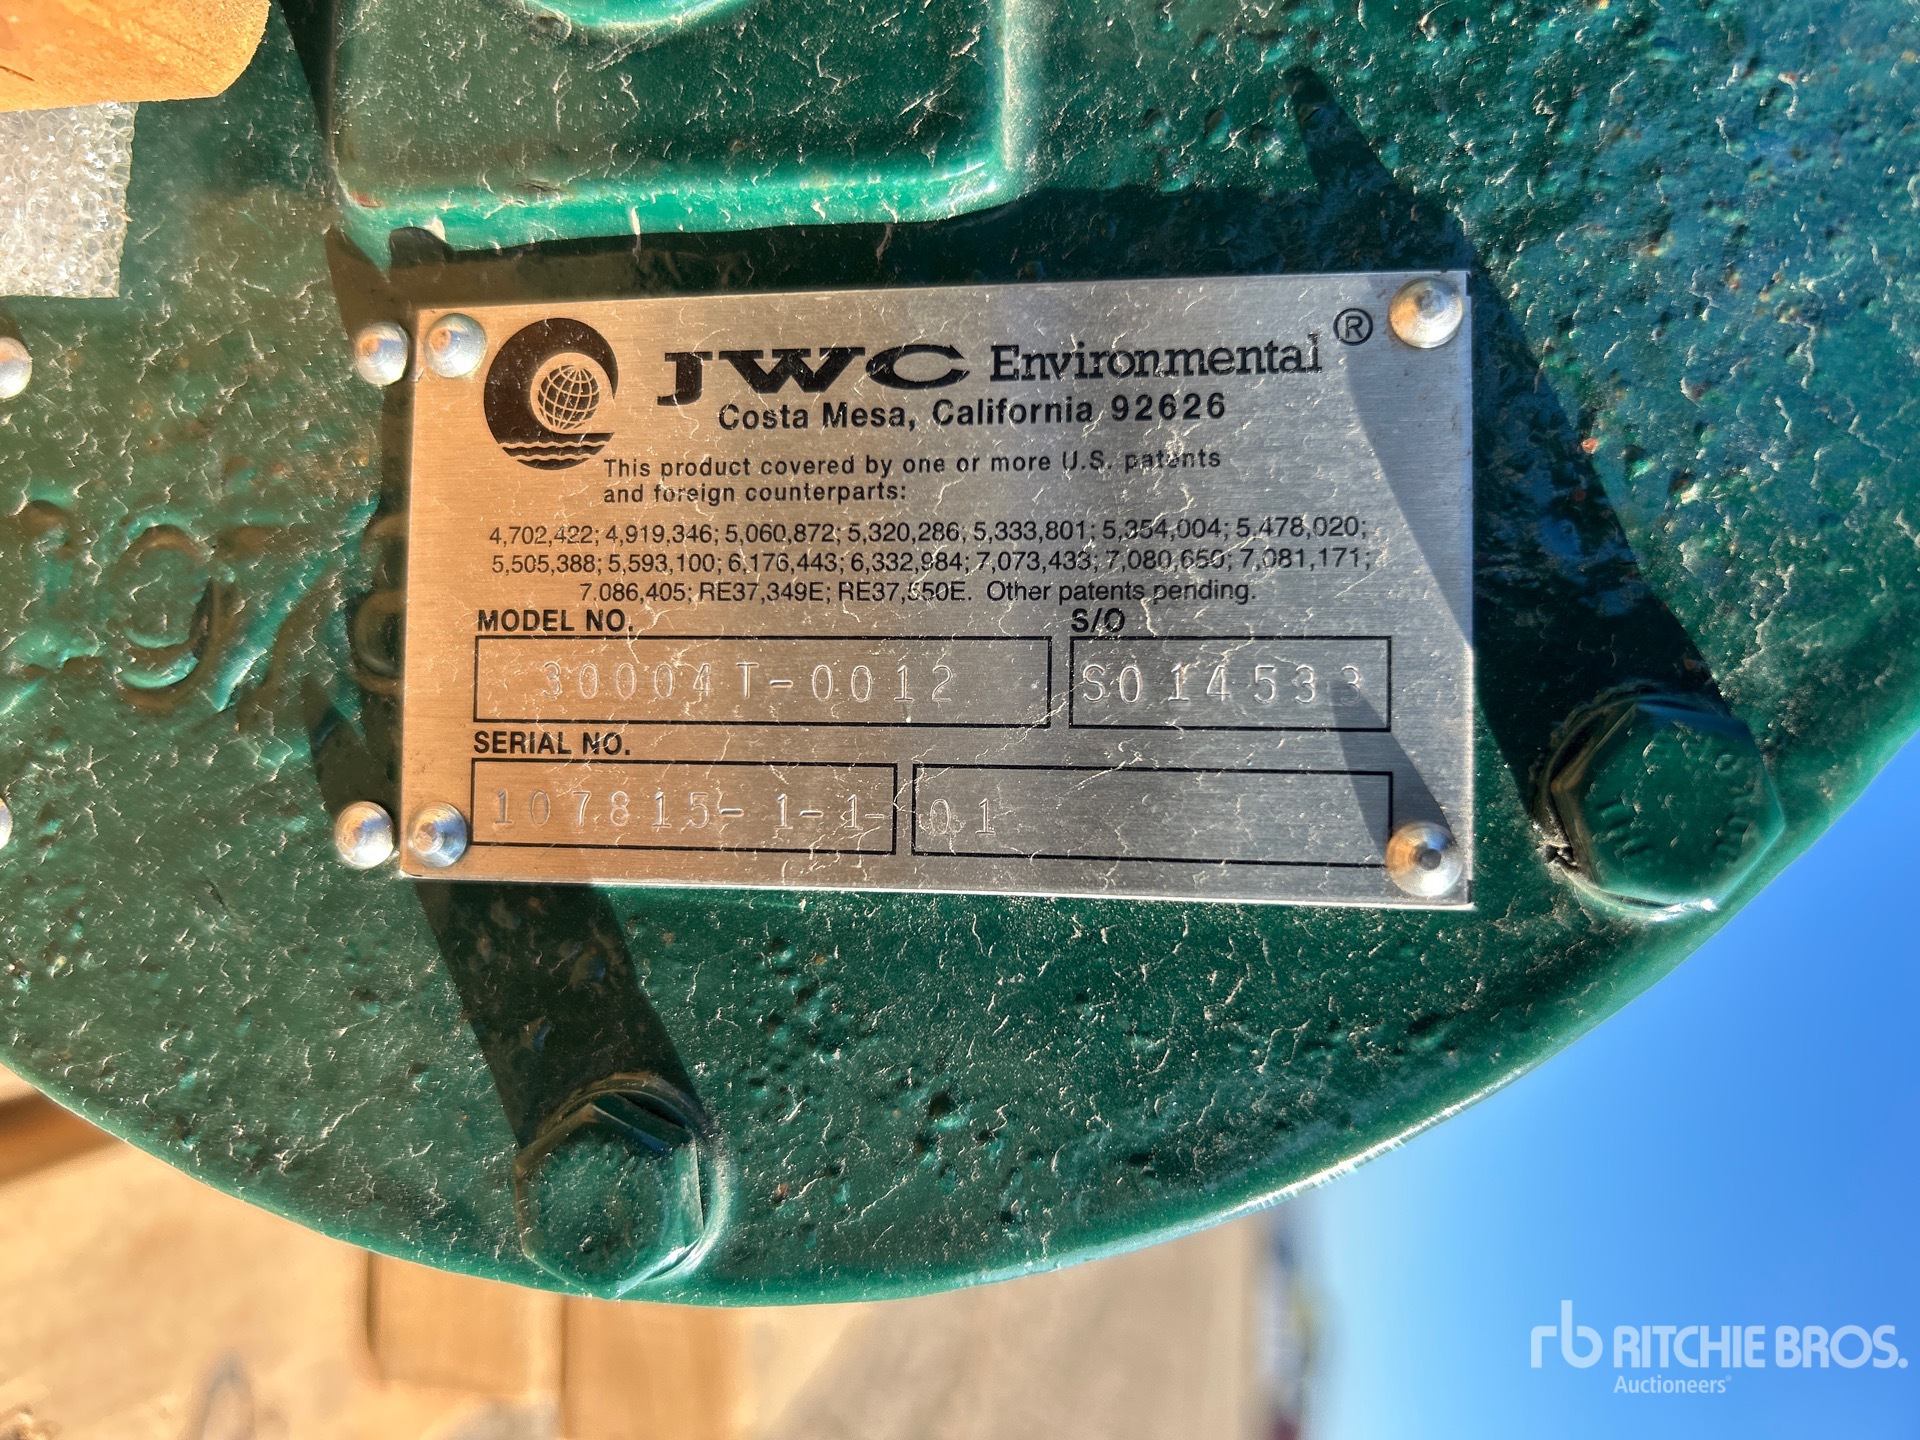 JWC Environmental®
Costa Mesa, California 92626
This product covered by one or more U.S. patents
and foreign counterparts:
4,702,422; 4,919,346; 5,060,872; 5,320,286; 5,333,801; 5,354,004; 5,478,020;
5,505,388; 5,593,100; 6,176,443; 6,332,984; 7,073,433; 7,080,650; 7,081,171;
7,086,405; RE37,349E; RE37,550E. Other patents pending.
MODEL NO. S/O
30004T-0012 S014533
SERIAL NO.
107815-1-1- 01
rb RITCHIE BROS.
Auctioneers